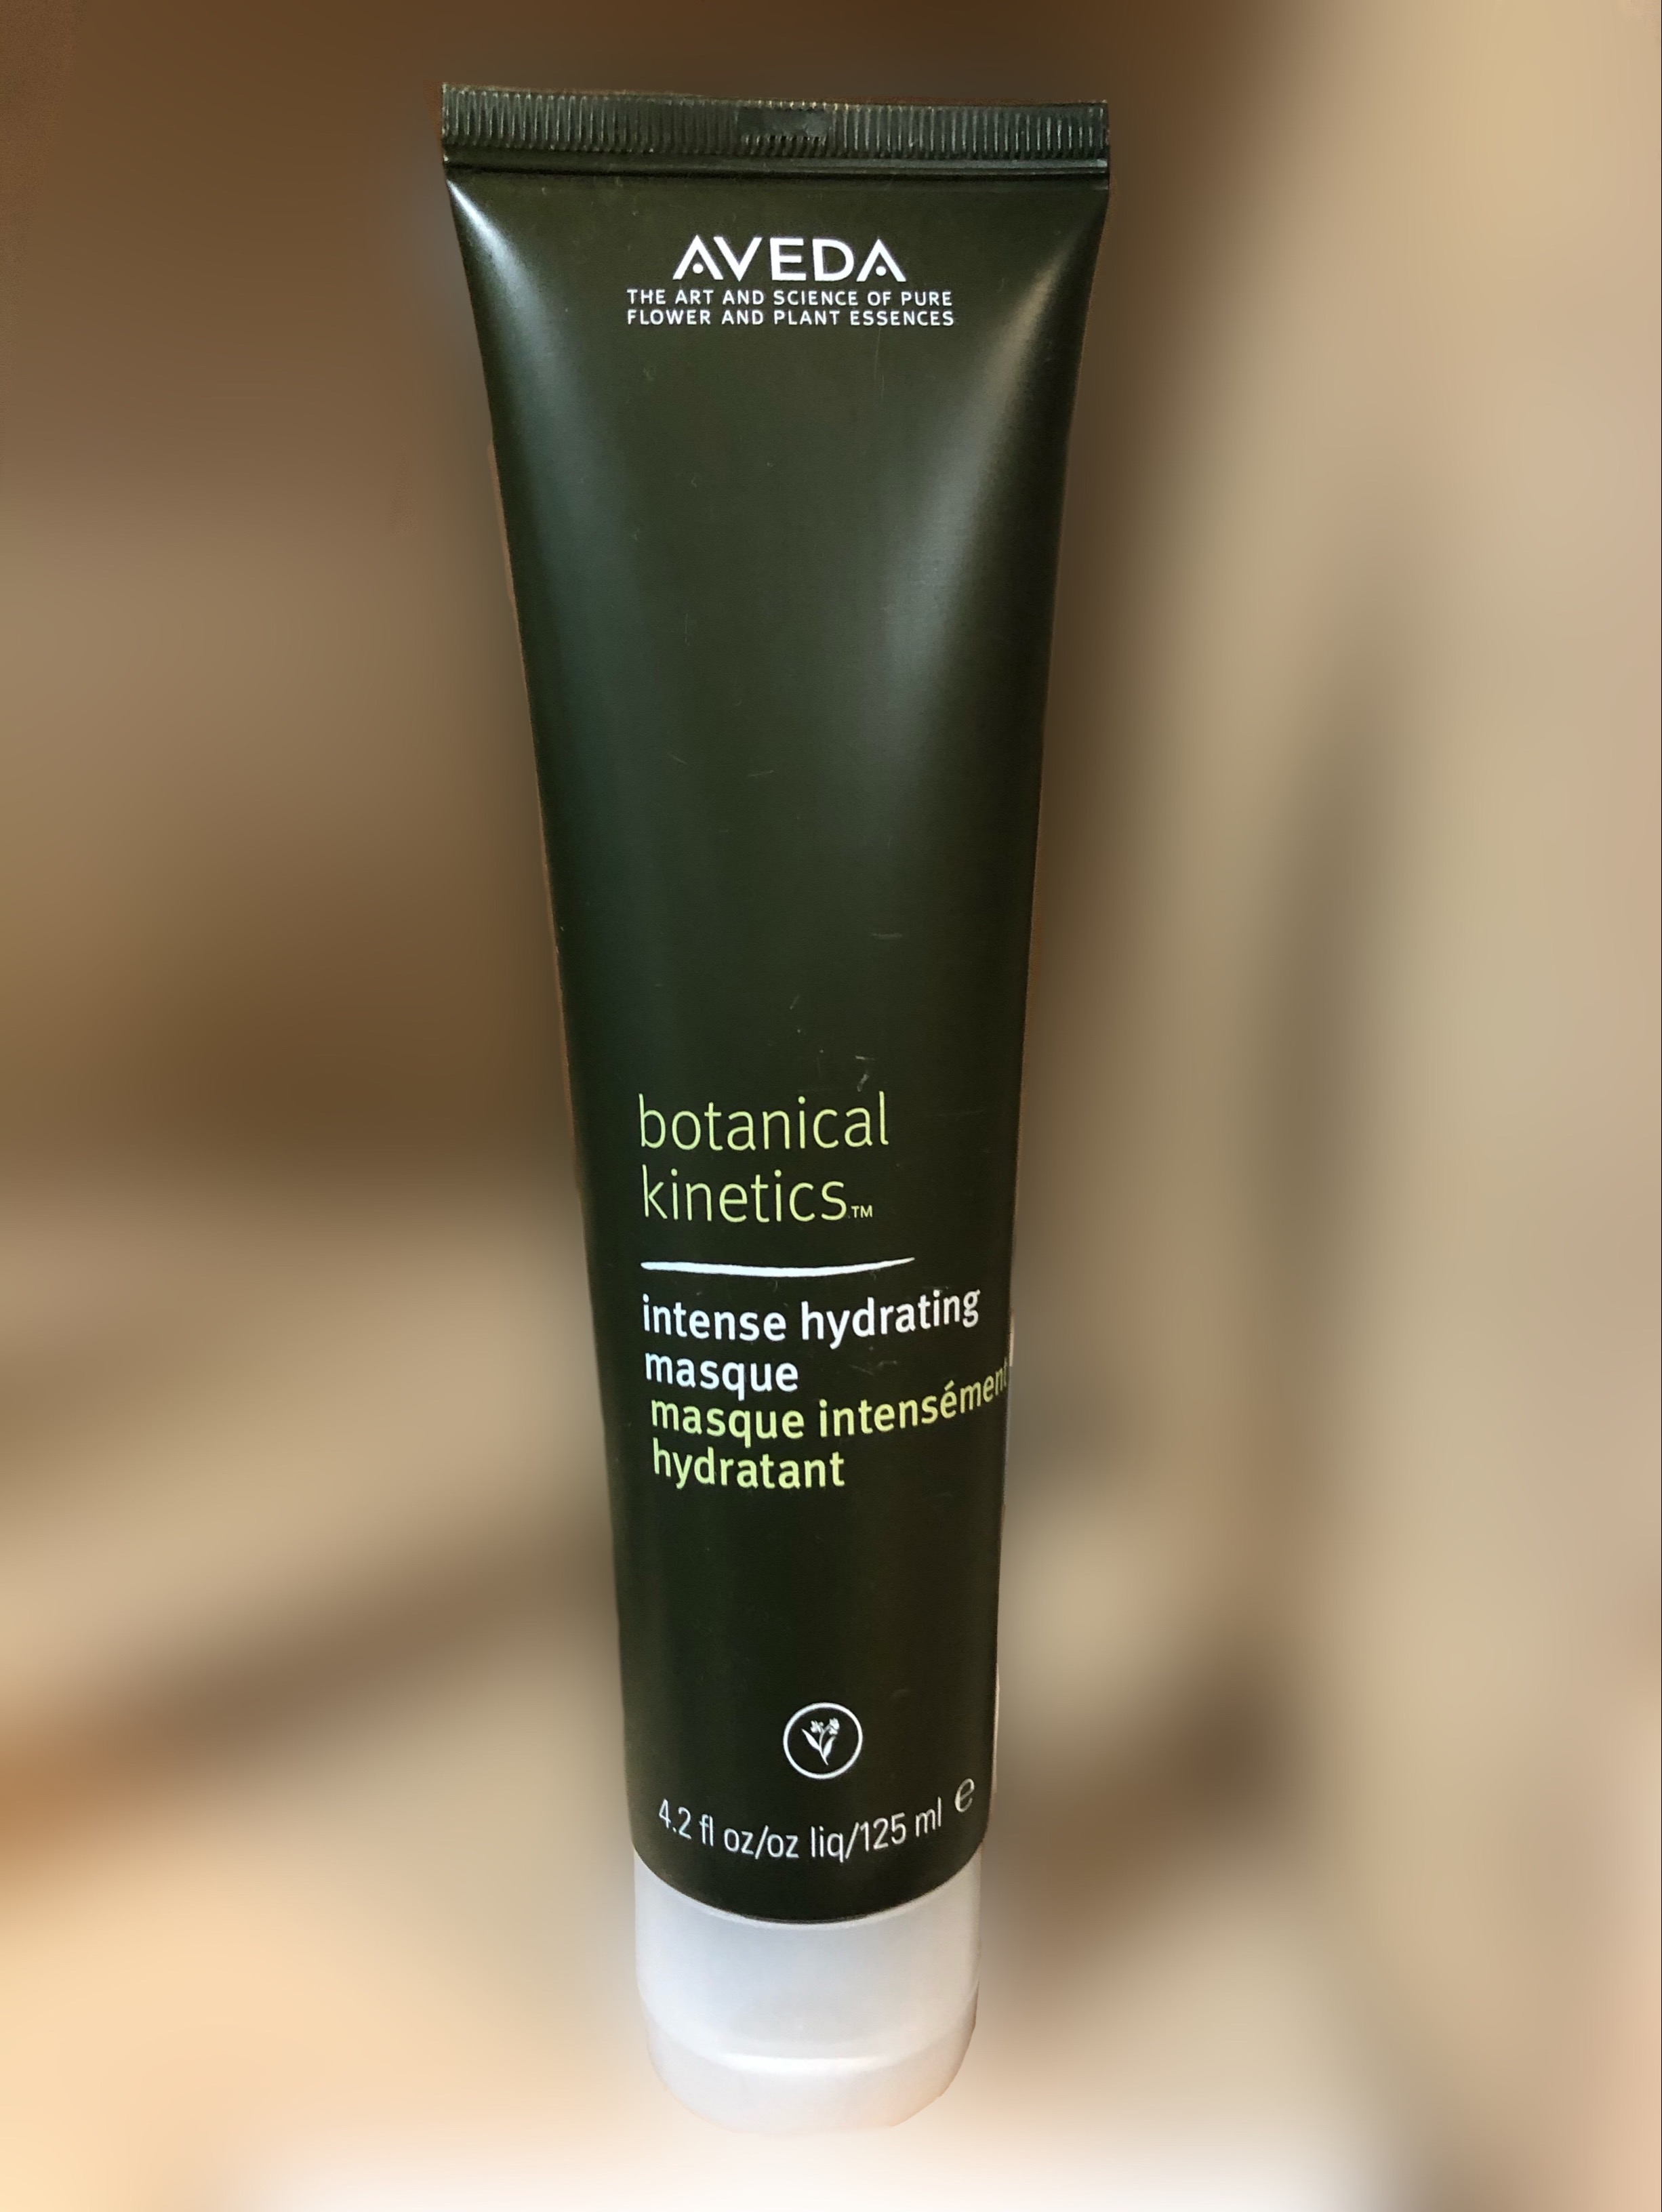 AVEDA
THE ART AND SCIENCE OF PURE
FLOWER AND PLANT ESSENCES
botanical
kinetics™
intense hydrating
masque
masque intensément
hydratant
4.2 fl oz/oz liq/125 ml ℮